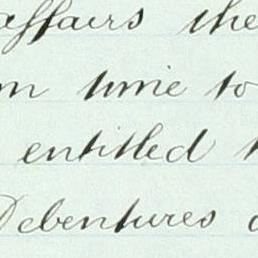 affairs the
time to
entitled
Debentures